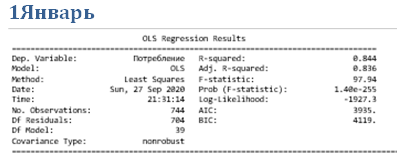 1Январь
OLS Regression Results
Dep. Variable: Потребление R-squared: 0.844
Model: OLS Adj. R-squared: 0.836
Method: Least Squares F-statistic: 97.94
Date: Sun, 27 Sep 2020 Prob (F-statistic): 1.40e-255
Time: 21:31:14 Log-Likelihood: -1927.3
No. Observations: 744 AIC: 3935.
Df Residuals: 704 BIC: 4119.
Df Model: 39
Covariance Type: nonrobust